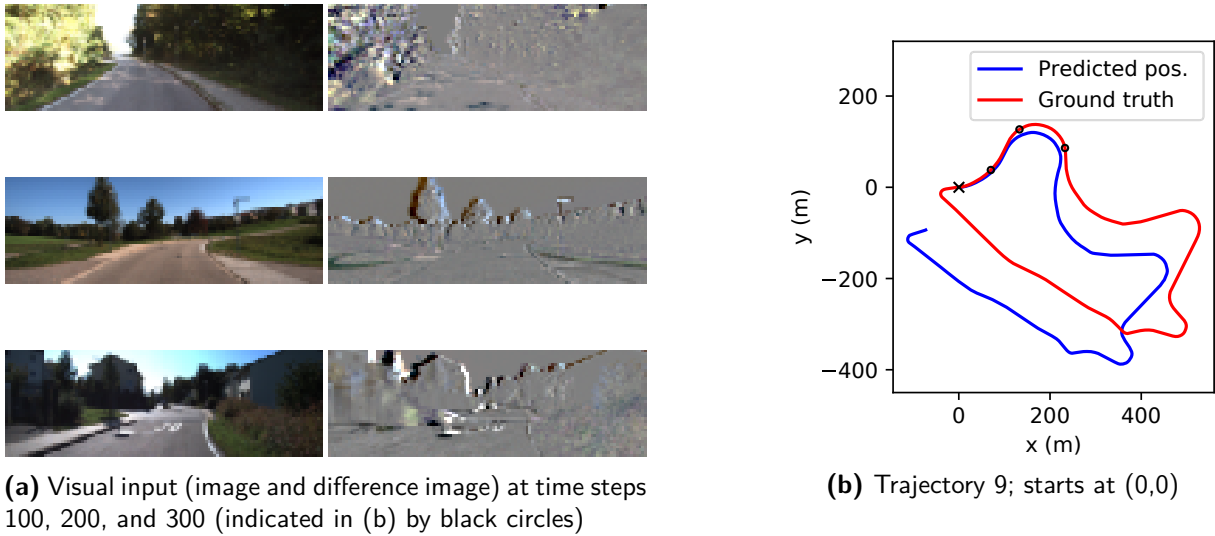 (a) Visual input (image and difference image) at time steps
100, 200, and 300 (indicated in (b) by black circles)
Predicted pos.
Ground truth
y (m)
200
0
−200
−400
0 200 400
x (m)
(b) Trajectory 9; starts at (0,0)